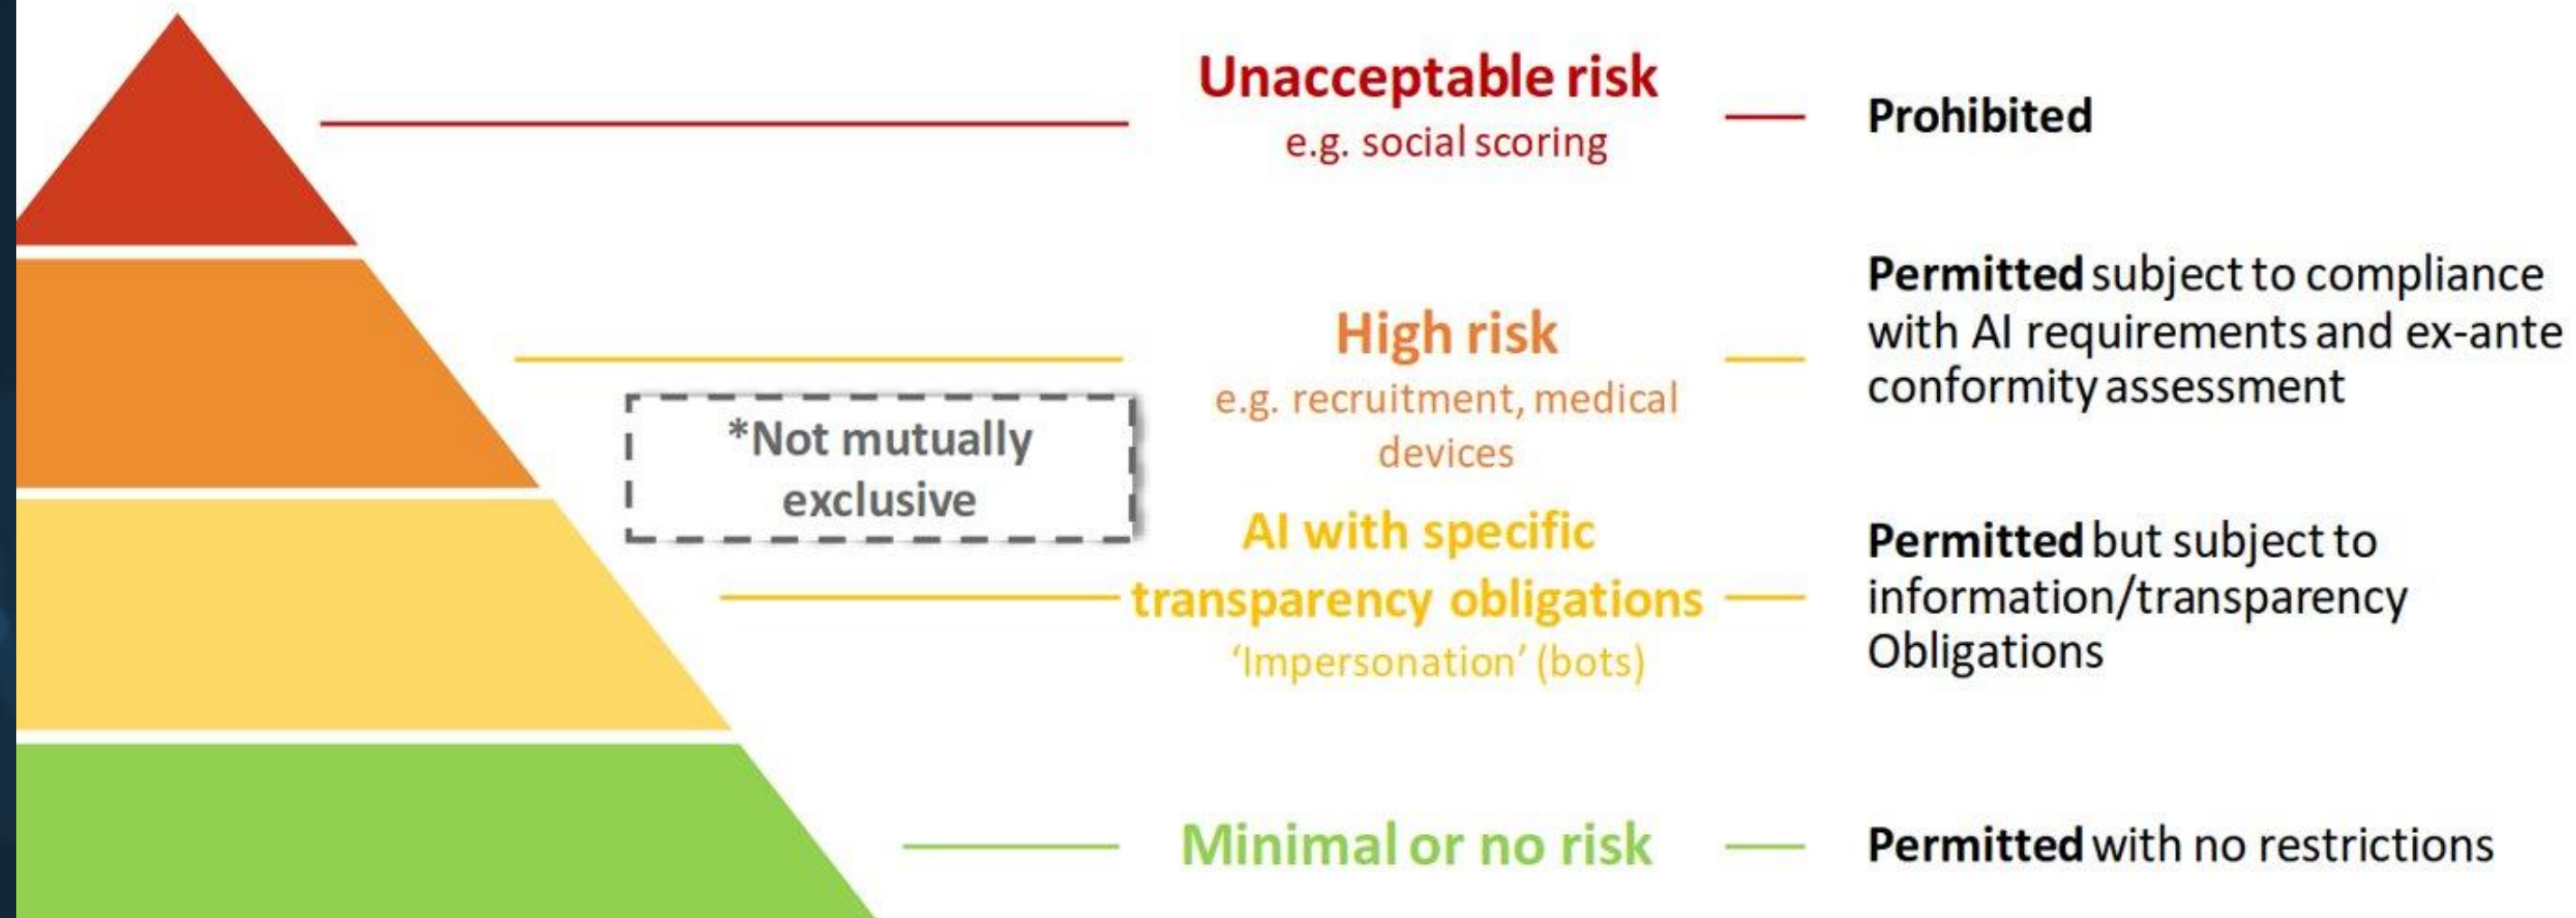 Unacceptable risk
e.g. social scoring
Prohibited
High risk
e.g. recruitment, medical
devices
Permitted subject to compliance
with AI requirements and ex-ante
conformity assessment
*Not mutually
exclusive
AI with specific
transparency obligations
‘Impersonation’ (bots)
Permitted but subject to
information/transparency
Obligations
Minimal or no risk
Permitted with no restrictions